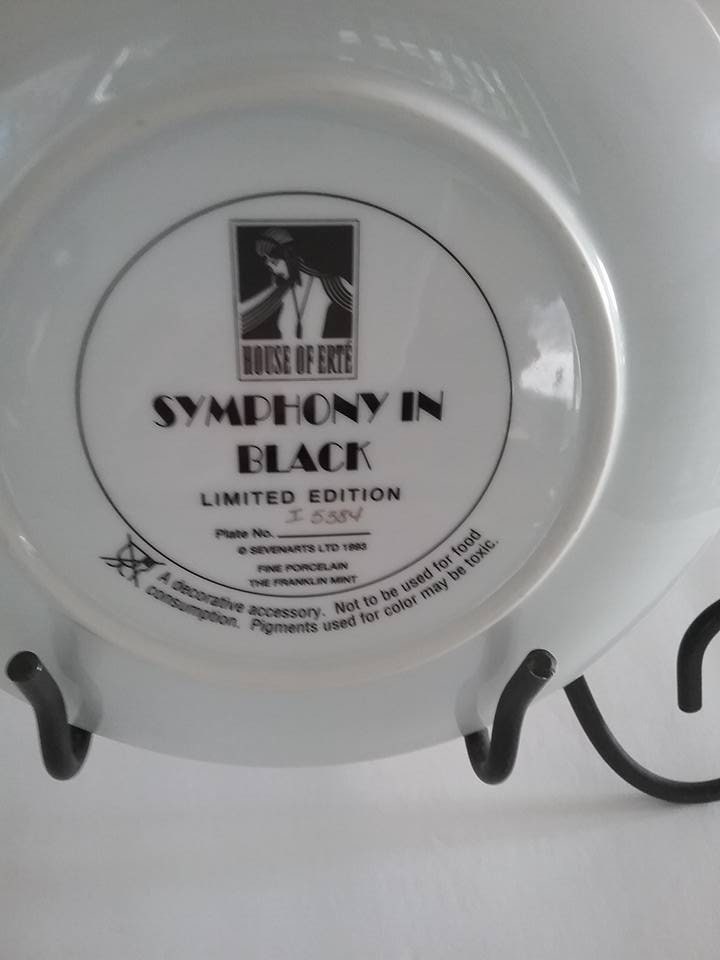 HOUSE OF ERTÉ
SYMPHONY IN
BLACK
LIMITED EDITION
I 5384
Plate No.
© SEVENARTS LTD 1993
FINE PORCELAIN
THE FRANKLIN MINT
A decorative accessory. Not to be used for food
consumption. Pigments used for color may be toxic.